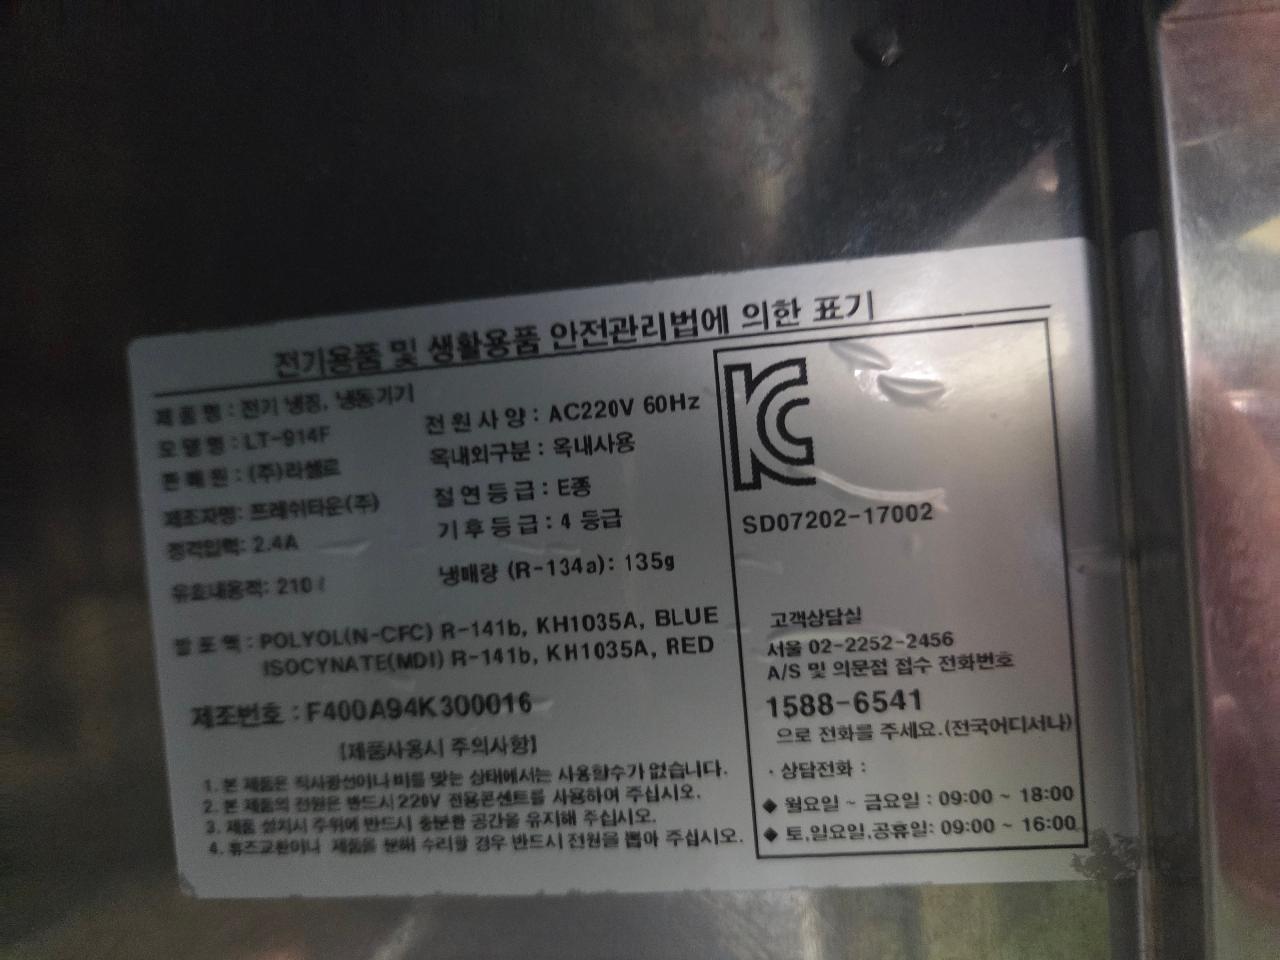 전기용품 및 생활용품 안전관리법에 의한 표기
제 품 명 : 전기 냉장, 냉동기기
모 델 명 : LT-914F
판 매 원 : (주)라셀르
제조자명: 프레쉬타운(주)
정격입력: 2.4A
유효내용적: 210ℓ
전 원 사 양 : AC220V 60Hz
옥내외구분 : 옥내사용
절 연 등 급 : E종
기 후 등 급 : 4 등급
냉매량 (R-134a): 135g
발 포 액 : POLYOL(N-CFC) R-141b, KH1035A, BLUE
ISOCYNATE(MDI) R-141b, KH1035A, RED
제조번호 : F400A94K300016
[제품사용시 주의사항]
1. 본 제품은 직사광선이나 비를 맞는 상태에서는 사용할수가 없습니다.
2. 본 제품의 전원은 반드시 220V 전용콘센트를 사용하여 주십시오.
3. 제품 설치시 주위에 반드시 충분한 공간을 유지해 주십시오.
4. 휴즈교환이나 제품을 분해 수리할 경우 반드시 전원을 뽑아 주십시오.
KC
SD07202-17002
고객상담실
서울 02-2252-2456
A/S 및 의문점 접수 전화번호
1588-6541
으로 전화를 주세요.(전국어디서나)
· 상담전화 :
◆ 월요일 ~ 금요일 : 09:00 ~ 18:00
◆ 토,일요일,공휴일: 09:00 ~ 16:00